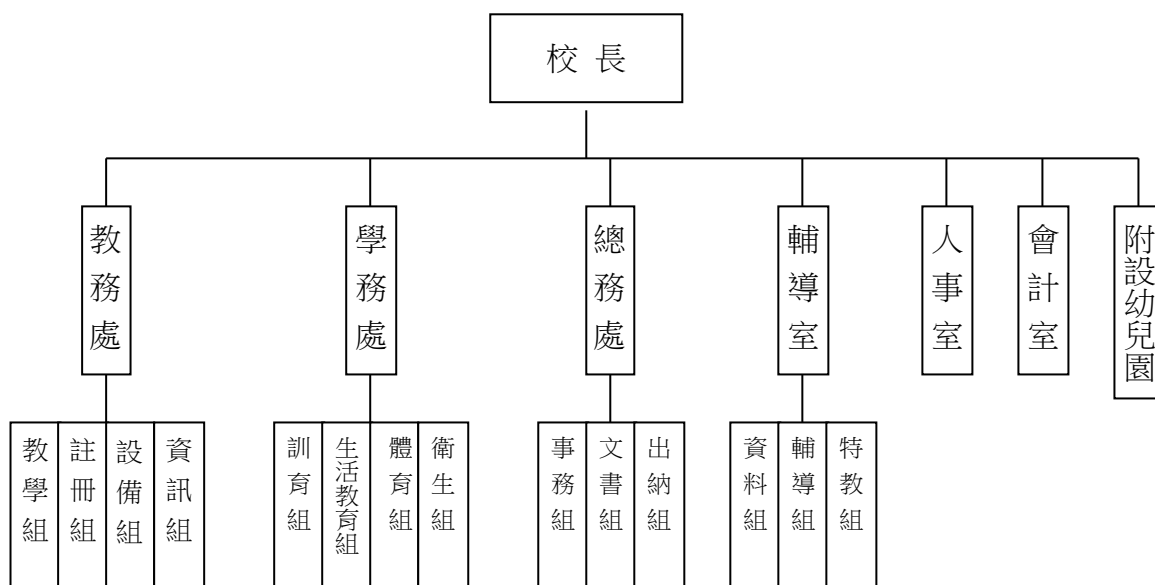 校長
教務處
學務處
總務處
輔導室
人事室
會計室
附設幼兒園
教學組
註冊組
設備組
資訊組
訓育組
生活教育組
體育組
衛生組
事務組
文書組
出納組
資料組
輔導組
特教組